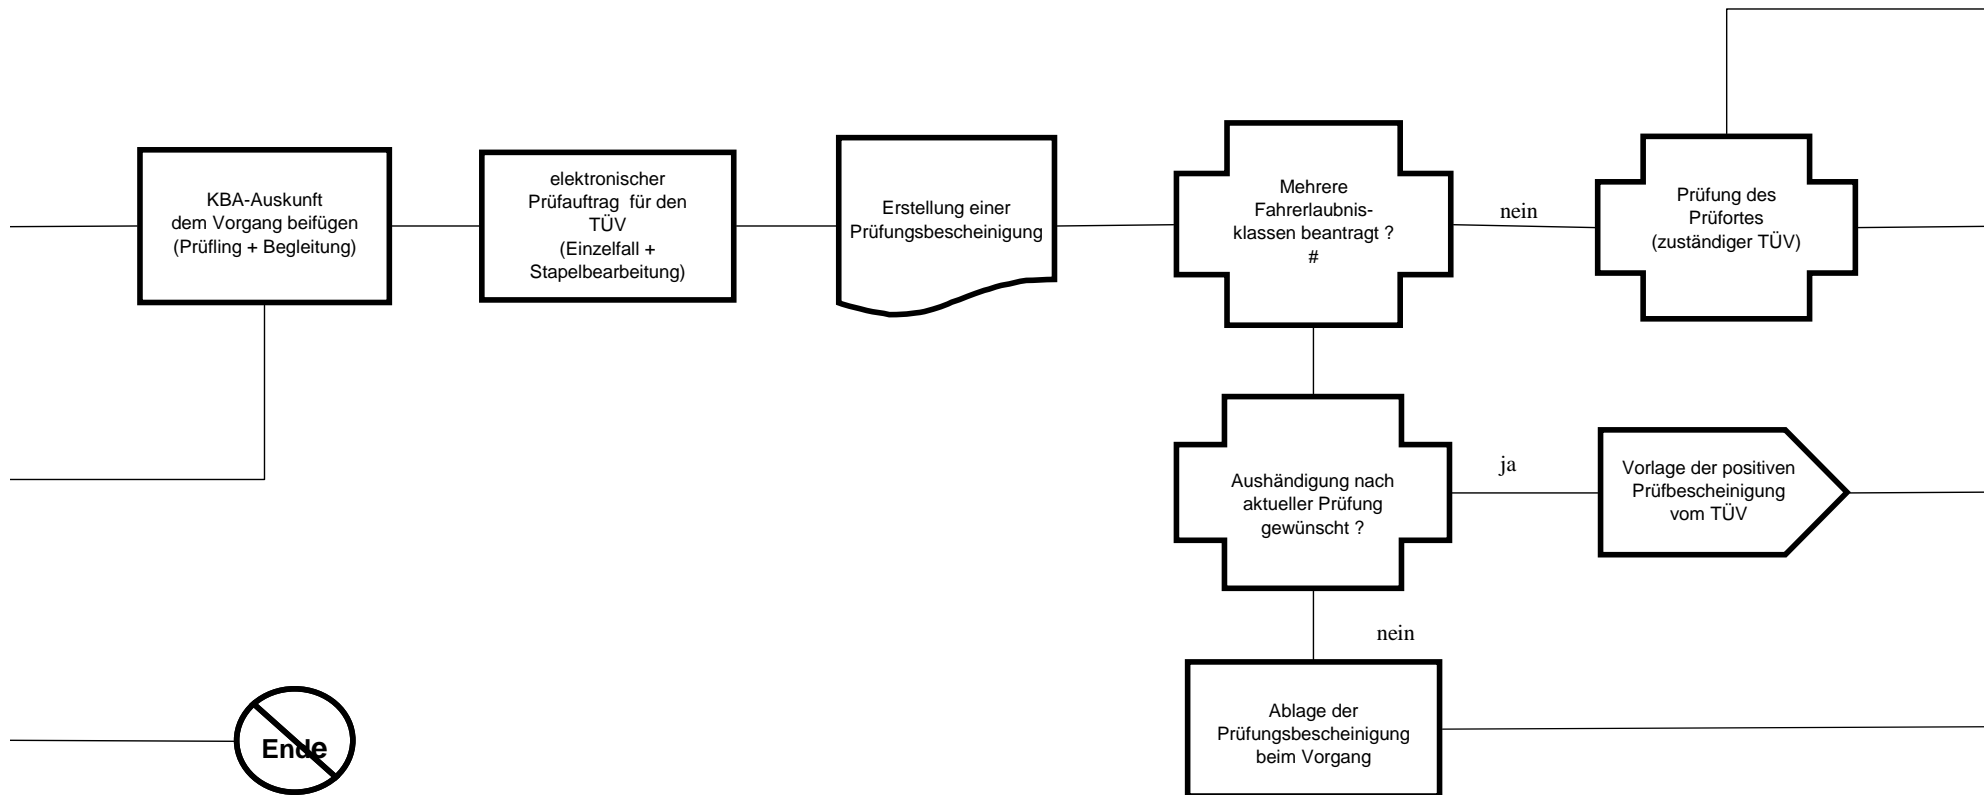 KBA-Auskunft
dem Vorgang beifügen
(Prüfling + Begleitung)
elektronischer
Prüfauftrag für den
TÜV
(Einzelfall +
Stapelbearbeitung)
Erstellung einer
Prüfungsbescheinigung
Mehrere
Fahrerlaubnis-
klassen beantragt ?
#
nein
Prüfung des
Prüfortes
(zuständiger TÜV)
Aushändigung nach
aktueller Prüfung
gewünscht ?
ja
Vorlage der positiven
Prüfbescheinigung
vom TÜV
nein
Ablage der
Prüfungsbescheinigung
beim Vorgang
Ende